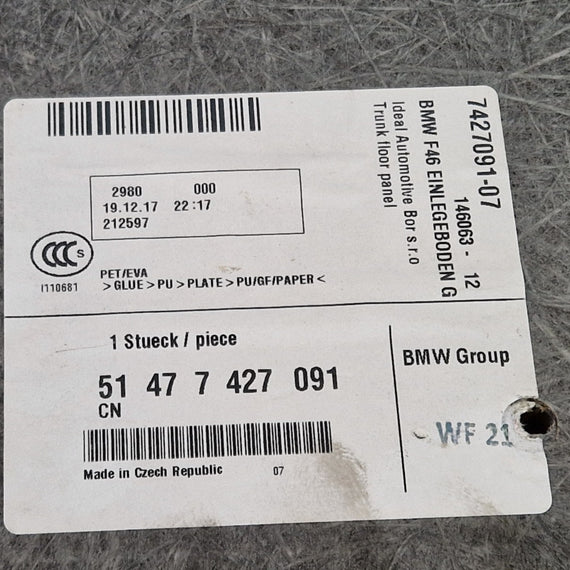 7427091-07
146063 - 12
BMW F46 EINLEGEBODEN G
Ideal Automotive Bor s.r.o
Trunk floor panel
2980 000
19.12.17 22:17
212597
CCC S
I110681
PET/EVA
>GLUE>PU>PLATE>PU/GF/PAPER<
1 Stueck / piece
51 47 7 427 091
CN
Made in Czech Republic 07
BMW Group
WF 21